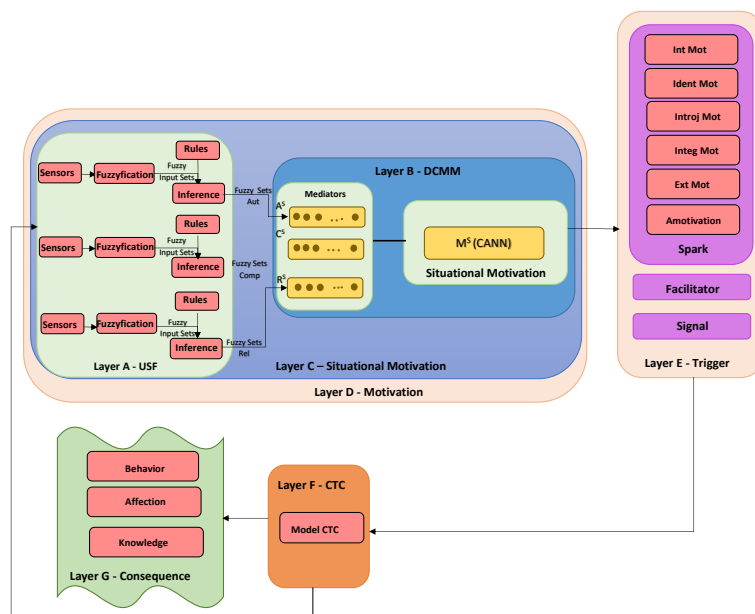 Int Mot
Ident Mot
Introj Mot
Integ Mot
Ext Mot
Amotivation
Spark
Facilitator
Signal
Layer E - Trigger
Rules
Sensors
Fuzzyfication
Fuzzy
Input Sets
Inference
Fuzzy Sets
Aut
Rules
Sensors
Fuzzyfication
Fuzzy
Input Sets
Inference
Fuzzy Sets
Comp
Rules
Sensors
Fuzzyfication
Fuzzy
Input Sets
Inference
Fuzzy Sets
Rel
Layer A - USF
Layer B - DCMM
Mediators
A^S
C^S
R^S
M^S (CANN)
Situational Motivation
Layer C – Situational Motivation
Layer D - Motivation
Behavior
Affection
Knowledge
Layer G - Consequence
Layer F - CTC
Model CTC